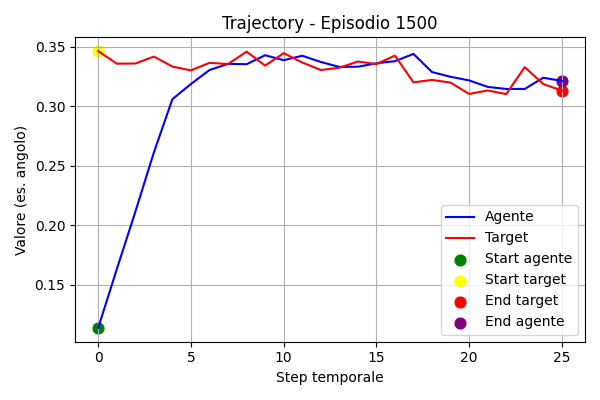 Trajectory - Episodio 1500
Valore (es. angolo)
0.35
0.30
0.25
0.20
0.15
0
5
10
15
20
25
Step temporale
Agente
Target
Start agente
Start target
End target
End agente